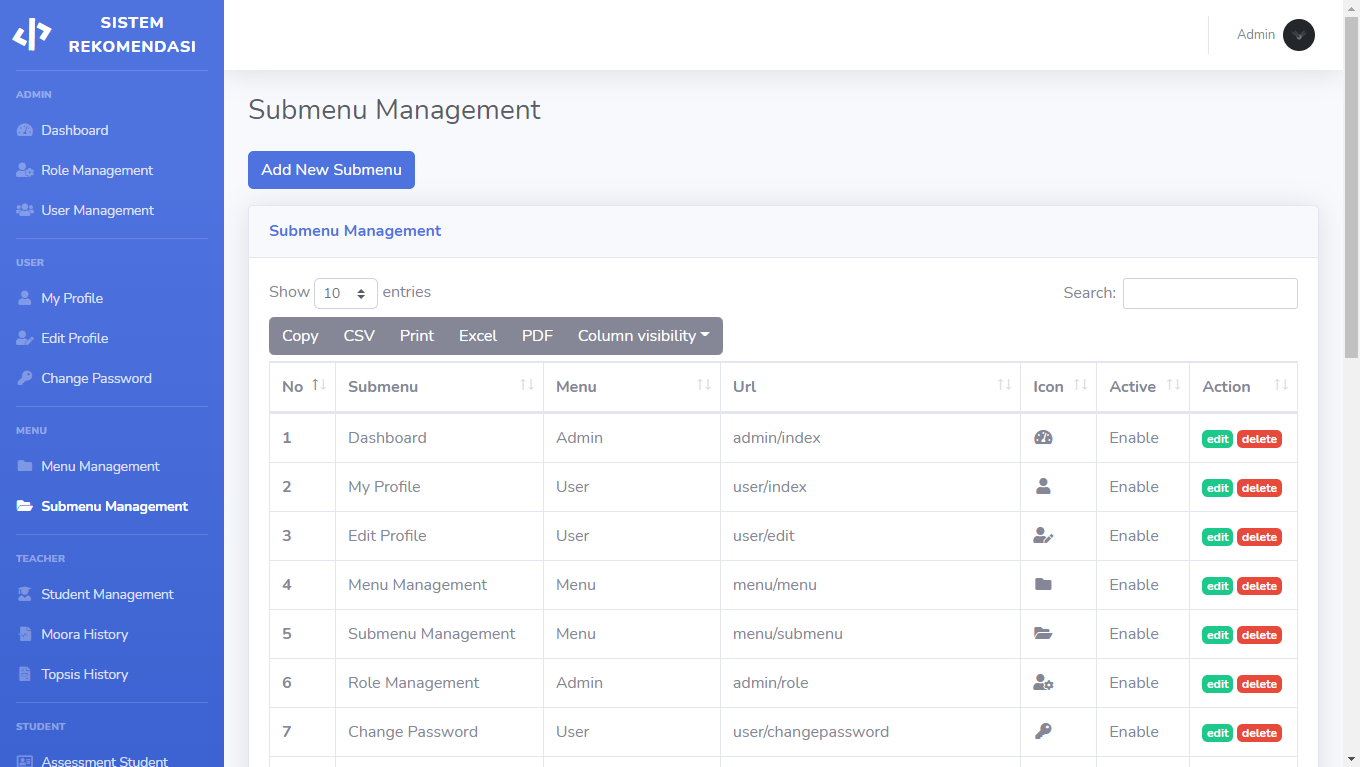 SISTEM
REKOMENDASI
Admin
ADMIN
Dashboard
Role Management
User Management
USER
My Profile
Edit Profile
Change Password
MENU
Menu Management
Submenu Management
TEACHER
Student Management
Moora History
Topsis History
STUDENT
Assessment Student
Submenu Management
Add New Submenu
Submenu Management
Show 10 entries Search:
Copy CSV Print Excel PDF Column visibility
No Submenu Menu Url Icon Active Action
1 Dashboard Admin admin/index Enable edit delete
2 My Profile User user/index Enable edit delete
3 Edit Profile User user/edit Enable edit delete
4 Menu Management Menu menu/menu Enable edit delete
5 Submenu Management Menu menu/submenu Enable edit delete
6 Role Management Admin admin/role Enable edit delete
7 Change Password User user/changepassword Enable edit delete